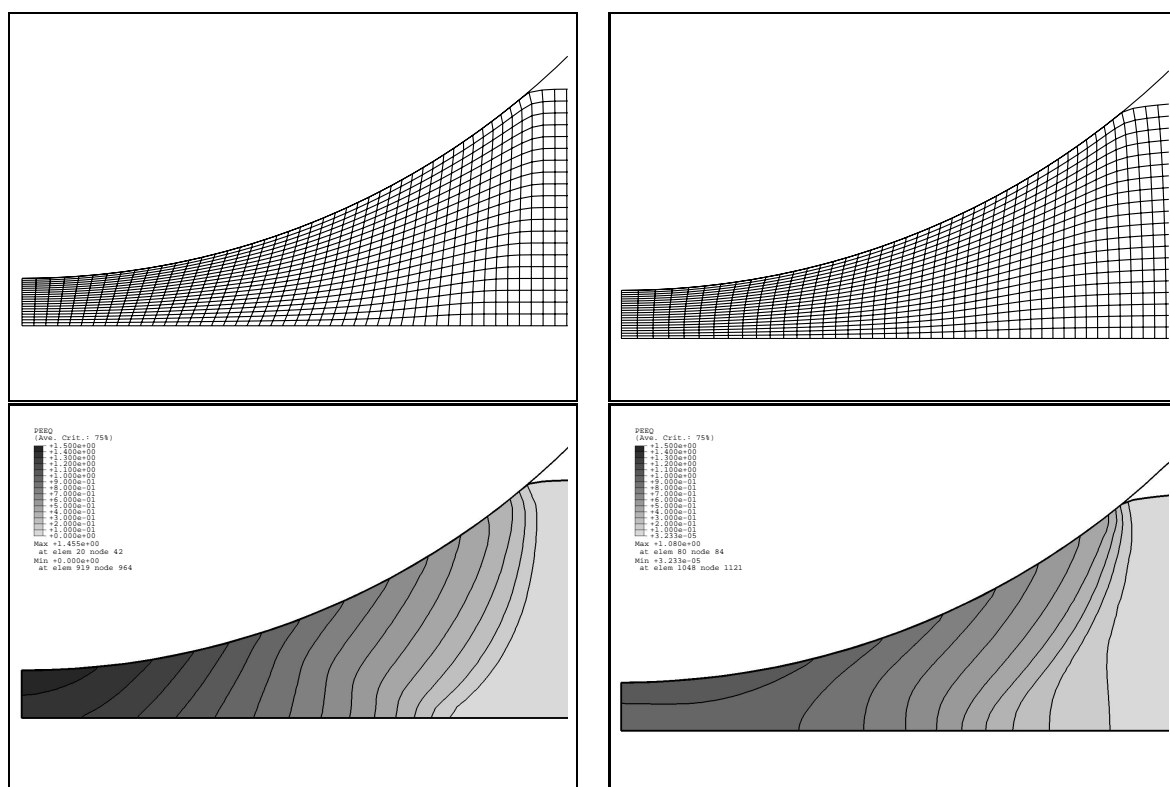 PEEQ
(Ave. Crit.: 75%)
+1.500e+00
+1.400e+00
+1.300e+00
+1.200e+00
+1.100e+00
+1.000e+00
+9.000e-01
+8.000e-01
+7.000e-01
+6.000e-01
+5.000e-01
+4.000e-01
+3.000e-01
+2.000e-01
+1.000e-01
+0.000e+00
Max +1.455e+00
at elem 20 node 42
Min +0.000e+00
at elem 919 node 964
PEEQ
(Ave. Crit.: 75%)
+1.500e+00
+1.400e+00
+1.300e+00
+1.200e+00
+1.100e+00
+1.000e+00
+9.000e-01
+8.000e-01
+7.000e-01
+6.000e-01
+5.000e-01
+4.000e-01
+3.000e-01
+2.000e-01
+1.000e-01
+3.233e-05
Max +1.080e+00
at elem 80 node 84
Min +3.233e-05
at elem 1048 node 1121